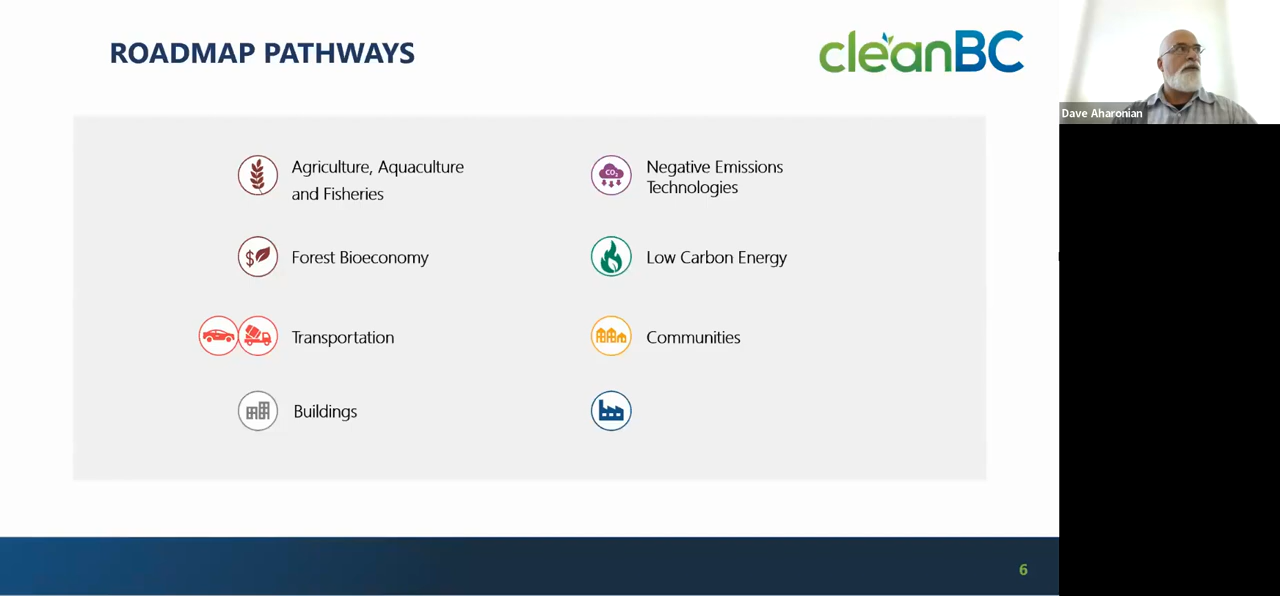 ROADMAP PATHWAYS
cleanBC
Dave Aharonian
Agriculture, Aquaculture
and Fisheries
Forest Bioeconomy
Transportation
Buildings
CO₂
Negative Emissions
Technologies
Low Carbon Energy
Communities
6